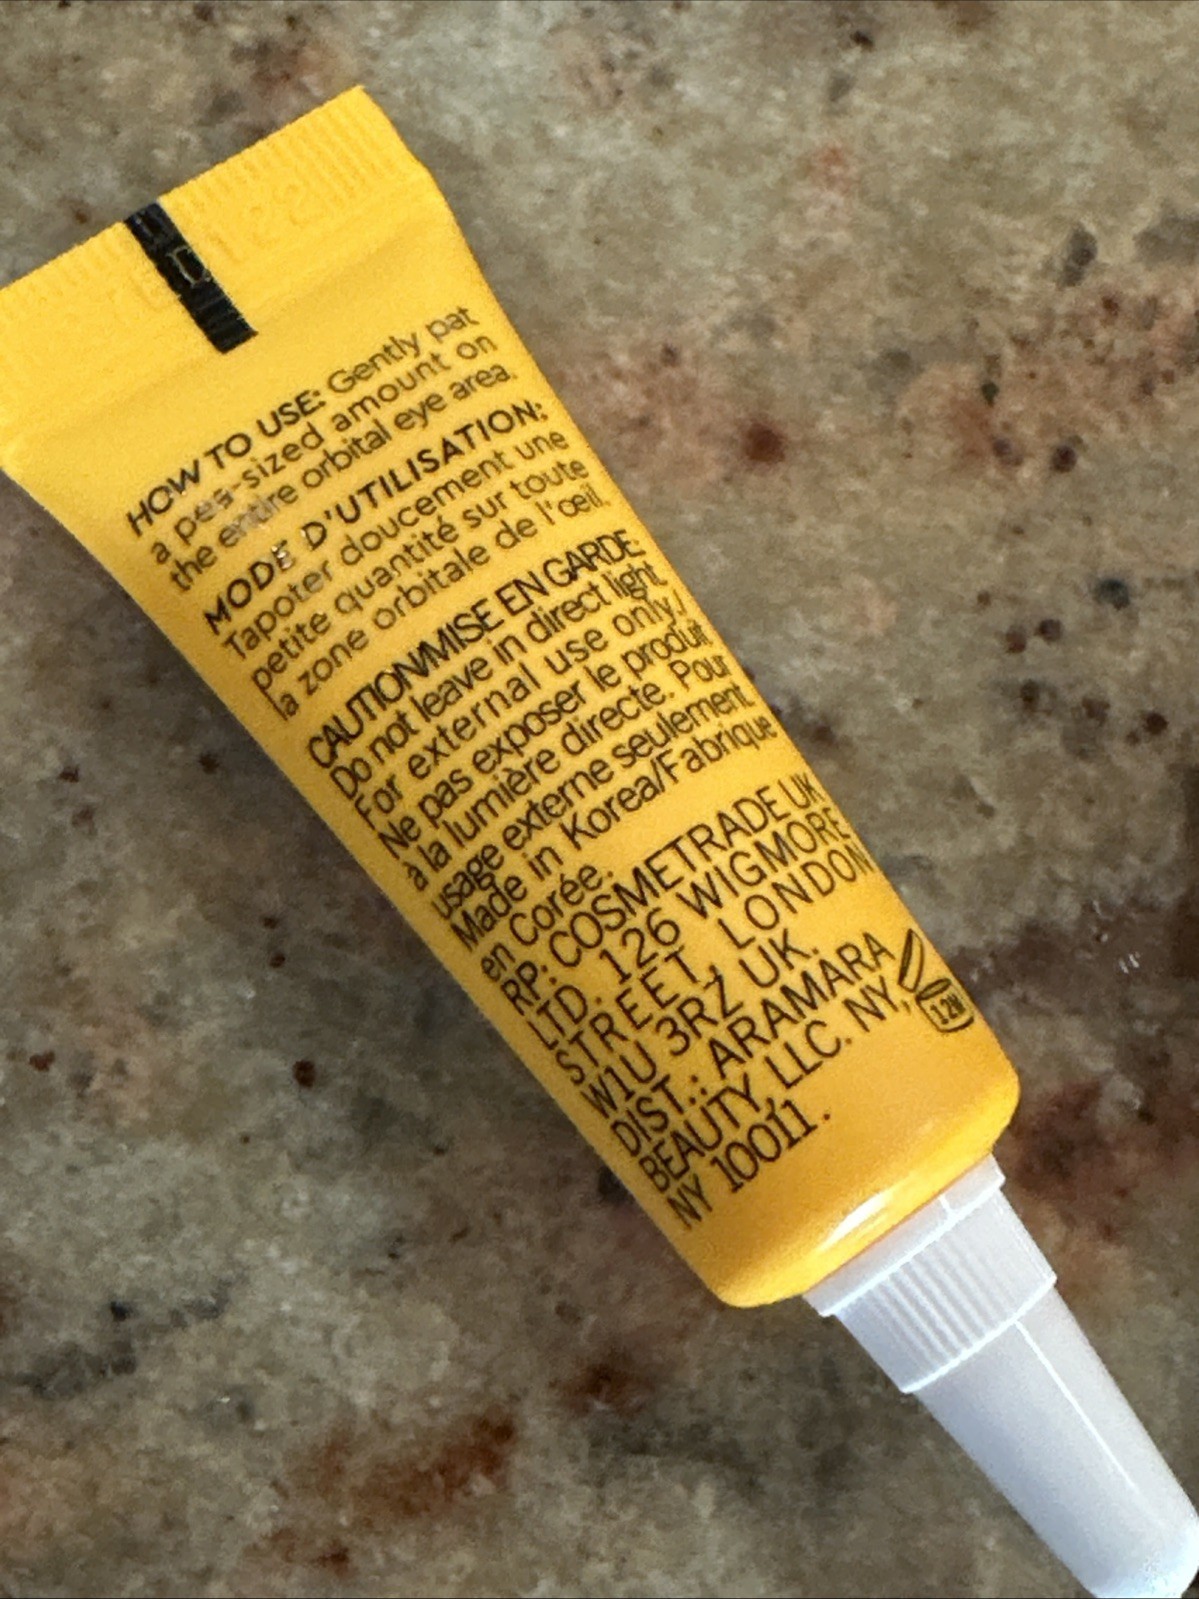 HOW TO USE: Gently pat
a pea-sized amount on
the entire orbital eye area.
MODE D'UTILISATION:
Tapoter doucement une
petite quantité sur toute
la zone orbitale de l'œil.
CAUTION/MISE EN GARDE:
Do not leave in direct light
For external use only./
Ne pas exposer le produit
à la lumière directe. Pour
usage externe seulement.
Made in Korea/Fabriqué
en Corée.
RP: COSMETRADE UK
LTD. 126 WIGMORE
STREET, LONDON
W1U 3RZ UK.
DIST.: ARAMARA
BEAUTY, LLC. NY,
NY 10011.
12M